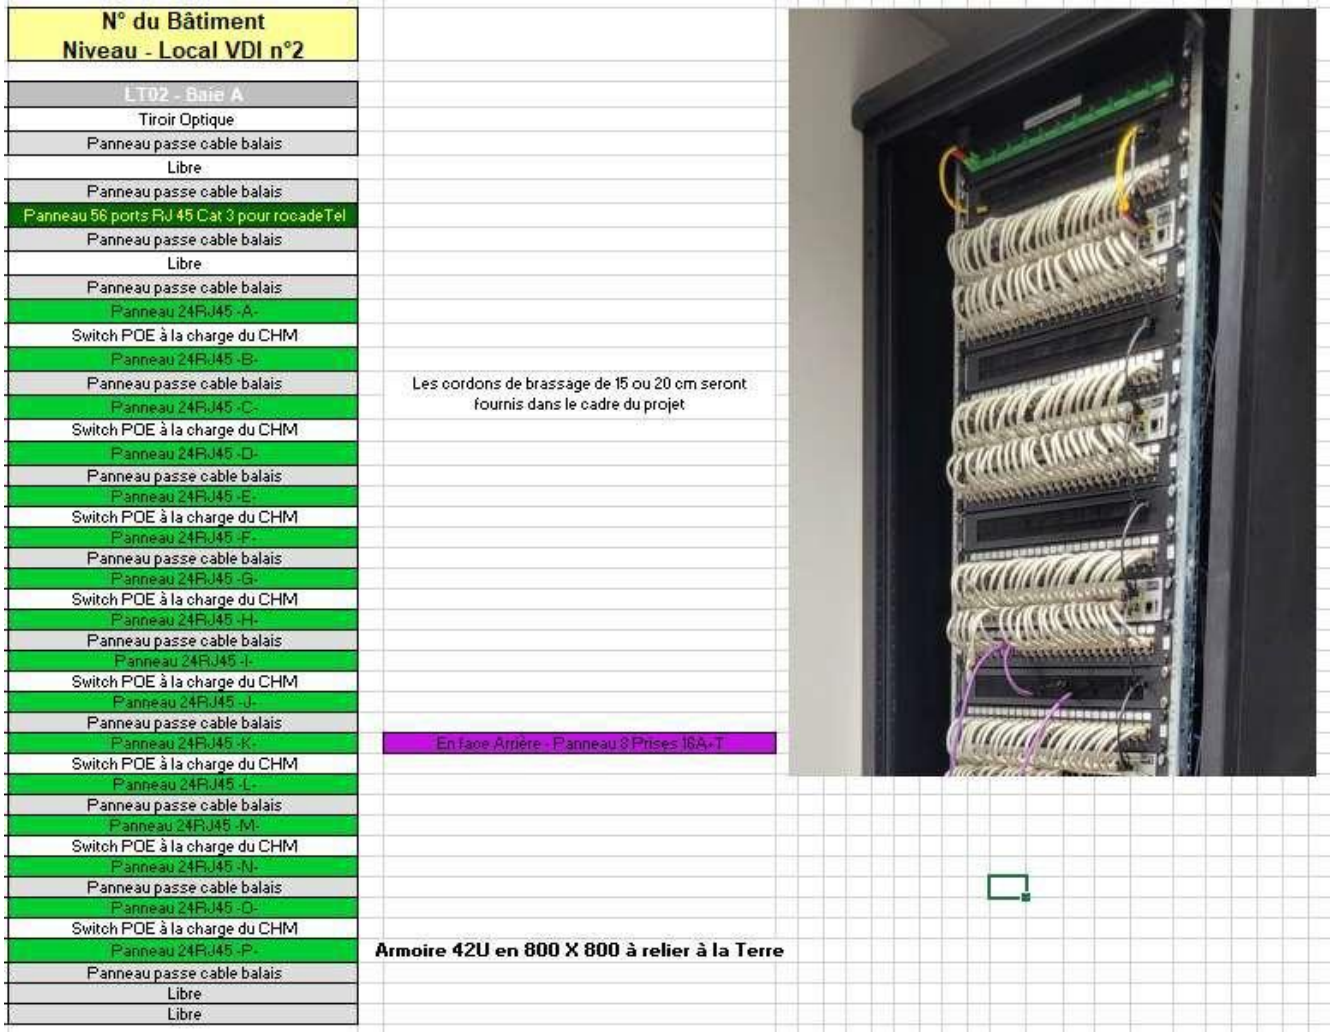 N° du Bâtiment
Niveau - Local VDI n°2
LT02 - Baie A
Tiroir Optique
Panneau passe cable balais
Libre
Panneau passe cable balais
Panneau 56 ports RJ 45 Cat 3 pour rocadeTel
Panneau passe cable balais
Libre
Panneau passe cable balais
Panneau 24RJ45 -A-
Switch POE à la charge du CHM
Panneau 24RJ45 -B-
Panneau passe cable balais
Les cordons de brassage de 15 ou 20 cm seront
fournis dans le cadre du projet
Panneau 24RJ45 -C-
Switch POE à la charge du CHM
Panneau 24RJ45 -D-
Panneau passe cable balais
Panneau 24RJ45 -E-
Switch POE à la charge du CHM
Panneau 24RJ45 -F-
Panneau passe cable balais
Panneau 24RJ45 -G-
Switch POE à la charge du CHM
Panneau 24RJ45 -H-
Panneau passe cable balais
Panneau 24RJ45 -I-
Switch POE à la charge du CHM
Panneau 24RJ45 -J-
Panneau passe cable balais
Panneau 24RJ45 -K-
En face Arrière - Panneau 8 Prises 16A+T
Switch POE à la charge du CHM
Panneau 24RJ45 -L-
Panneau passe cable balais
Panneau 24RJ45 -M-
Switch POE à la charge du CHM
Panneau 24RJ45 -N-
Panneau passe cable balais
Panneau 24RJ45 -O-
Switch POE à la charge du CHM
Panneau 24RJ45 -P-
Armoire 42U en 800 X 800 à relier à la Terre
Panneau passe cable balais
Libre
Libre